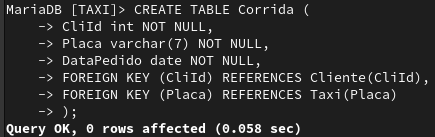 MariaDB [TAXI]> CREATE TABLE Corrida (
    -> CliId int NOT NULL,
    -> Placa varchar(7) NOT NULL,
    -> DataPedido date NOT NULL,
    -> FOREIGN KEY (CliId) REFERENCES Cliente(CliId),
    -> FOREIGN KEY (Placa) REFERENCES Taxi(Placa)
    -> );
Query OK, 0 rows affected (0.058 sec)